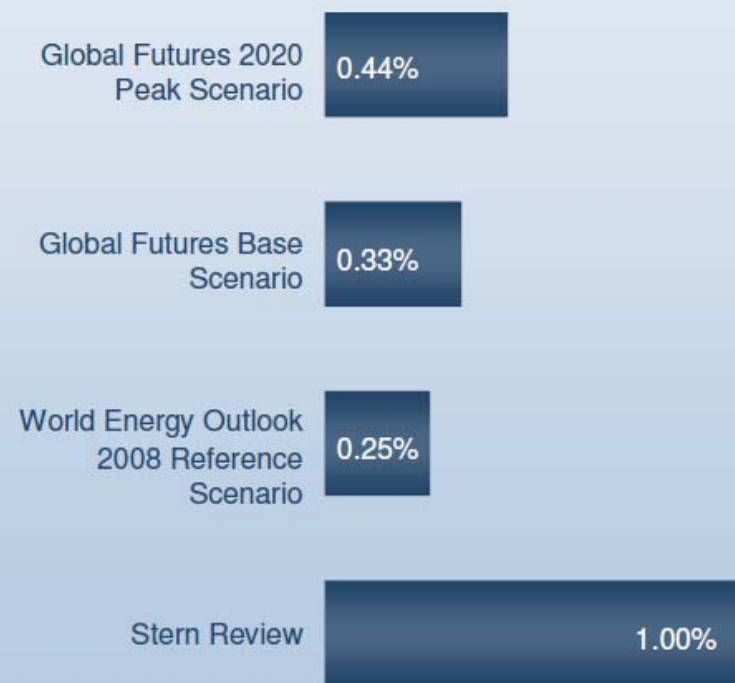 Global Futures 2020
Peak Scenario
0.44%
Global Futures Base
Scenario
0.33%
World Energy Outlook
2008 Reference
Scenario
0.25%
Stern Review
1.00%